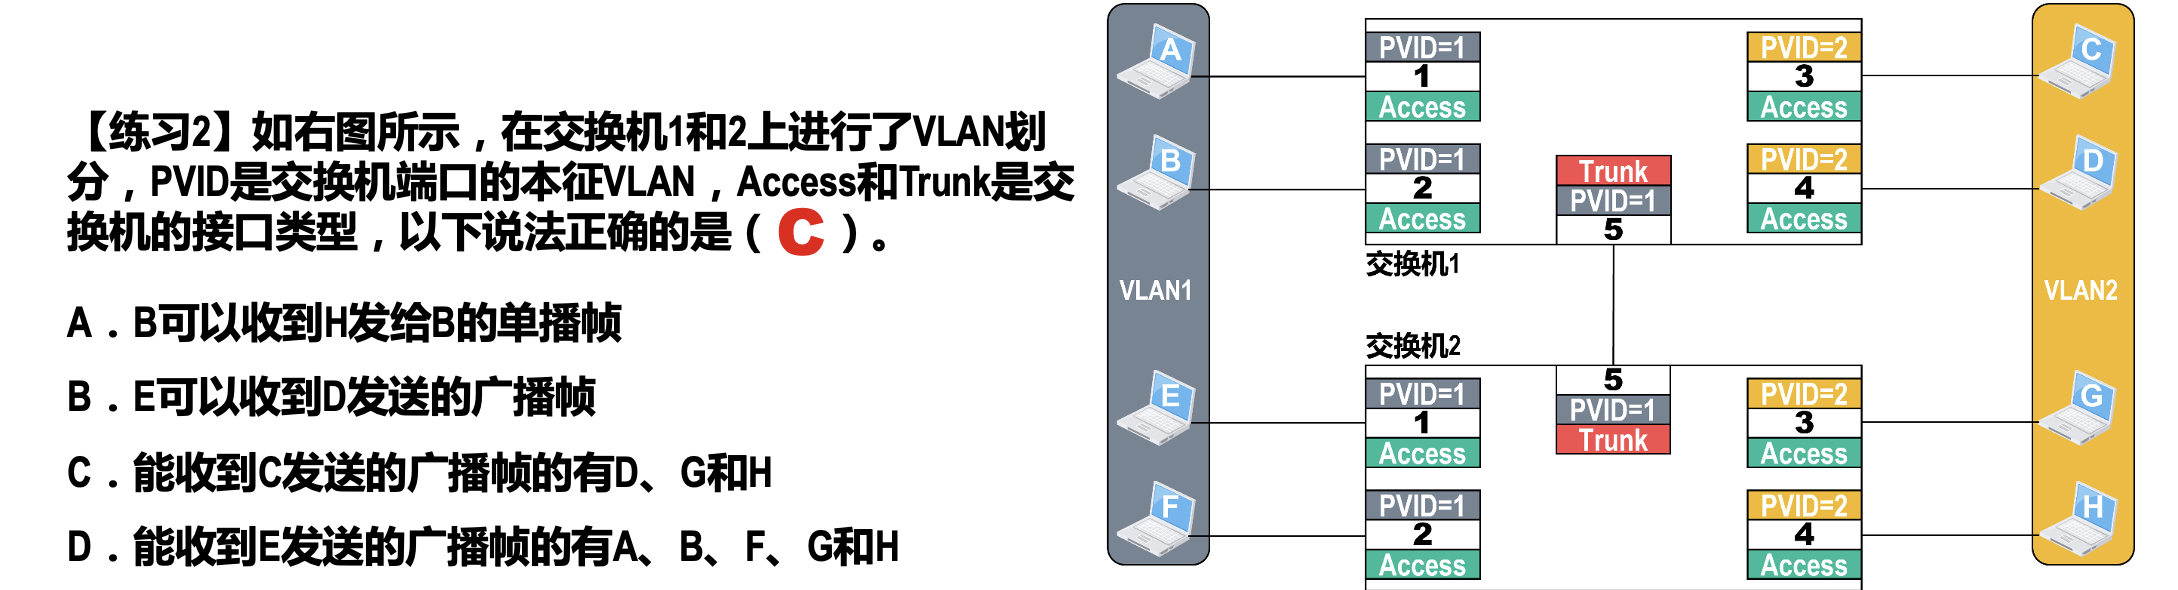 【练习2】如右图所示，在交换机1和2上进行了VLAN划
分，PVID是交换机端口的本征VLAN，Access和Trunk是交
换机的接口类型，以下说法正确的是（ C ）。
A．B可以收到H发给B的单播帧
B．E可以收到D发送的广播帧
C．能收到C发送的广播帧的有D、G和H
D．能收到E发送的广播帧的有A、B、F、G和H
A
B
VLAN1
E
F
PVID=1
1
Access
PVID=1
2
Access
Trunk
PVID=1
5
PVID=2
3
Access
PVID=2
4
Access
交换机1
交换机2
PVID=1
1
Access
PVID=1
2
Access
5
PVID=1
Trunk
PVID=2
3
Access
PVID=2
4
Access
C
D
VLAN2
G
H